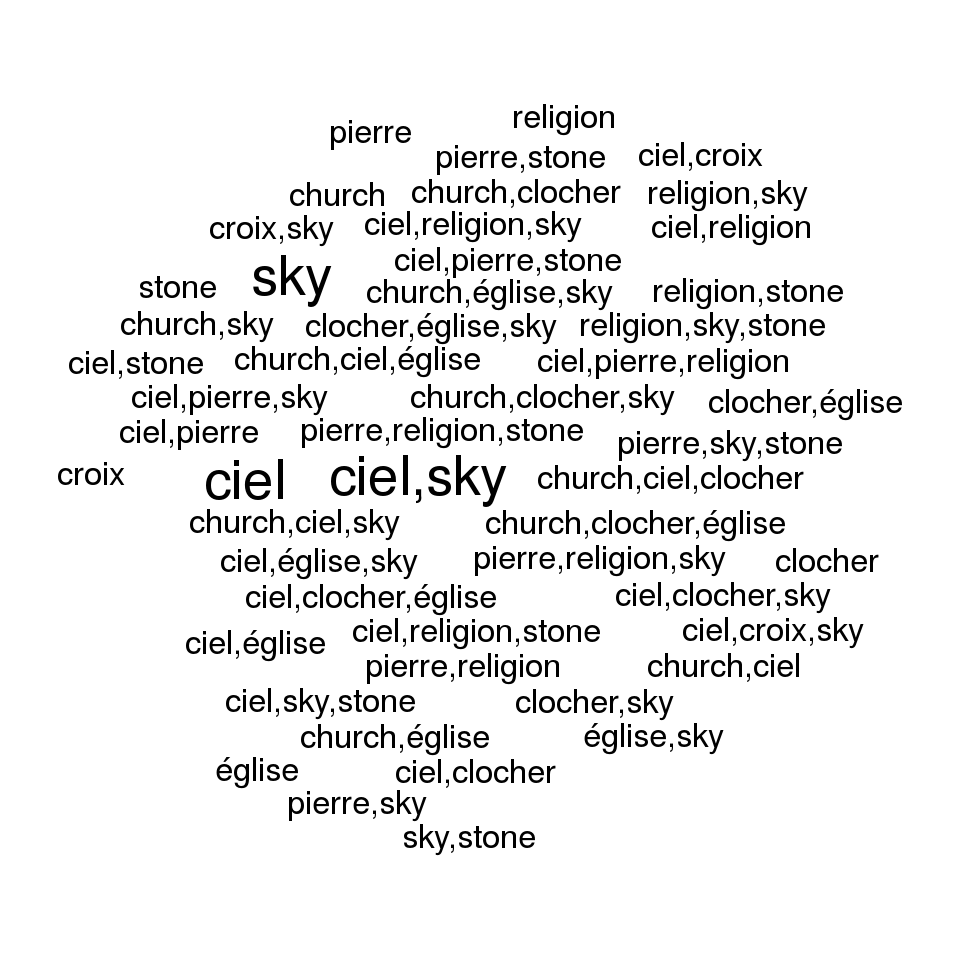 religion
pierre
pierre,stone
ciel,croix
church
church,clocher
religion,sky
croix,sky
ciel,religion,sky
ciel,religion
ciel,pierre,stone
stone
sky
church,église,sky
religion,stone
church,sky
clocher,église,sky
religion,sky,stone
ciel,stone
church,ciel,église
ciel,pierre,religion
ciel,pierre,sky
church,clocher,sky
clocher,église
ciel,pierre
pierre,religion,stone
pierre,sky,stone
croix
ciel
ciel,sky
church,ciel,clocher
church,ciel,sky
church,clocher,église
ciel,église,sky
pierre,religion,sky
clocher
ciel,clocher,église
ciel,clocher,sky
ciel,église
ciel,religion,stone
ciel,croix,sky
pierre,religion
church,ciel
ciel,sky,stone
clocher,sky
church,église
église,sky
église
ciel,clocher
pierre,sky
sky,stone